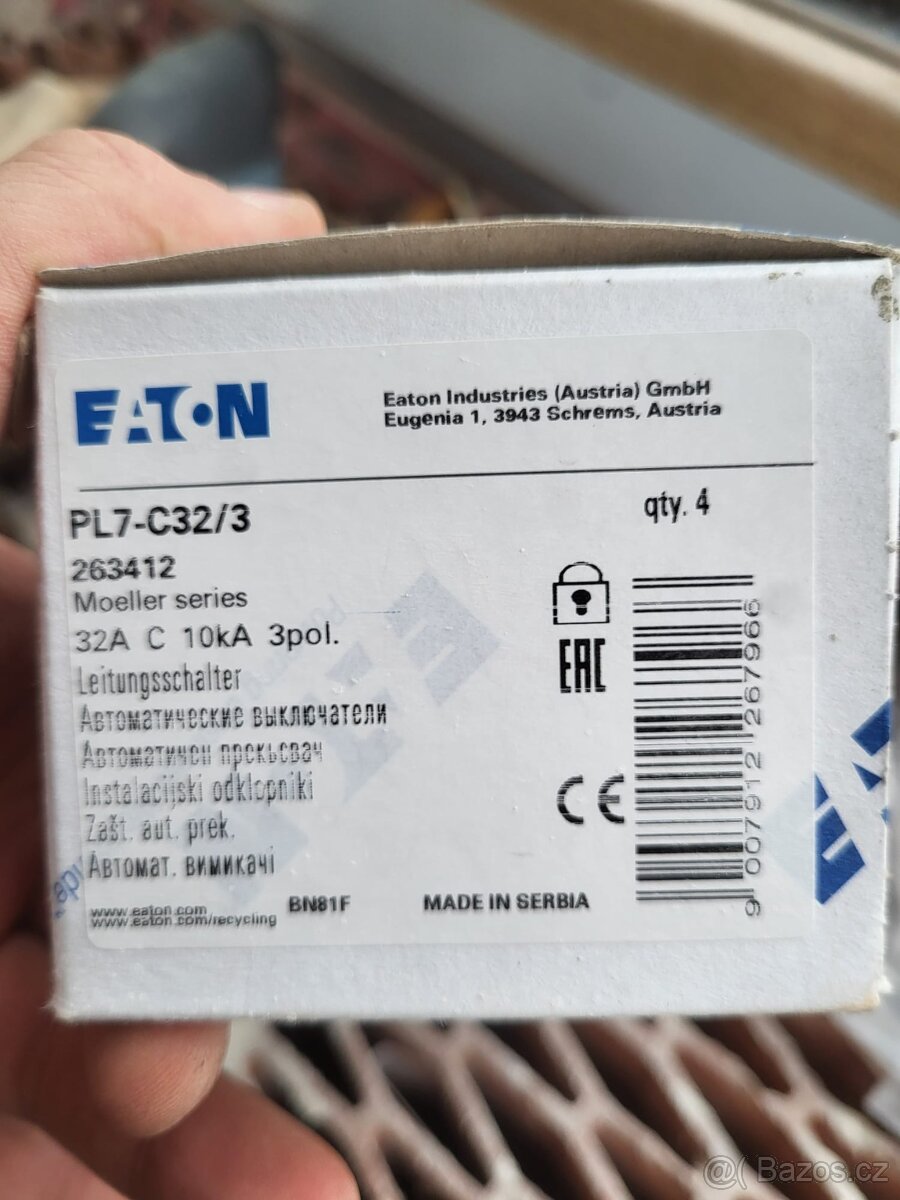 EATON
Eaton Industries (Austria) GmbH
Eugenia 1, 3943 Schrems, Austria
PL7-C32/3
qty. 4
263412
Moeller series
32A C 10kA 3pol.
Leitungsschalter
Автоматические выключатели
Автоматичен прекъсвач
Instalacijski odklopniki
Zašt. aut. prek.
Автомат. вимикачі
EAC
CE
9 007912 267966
www.eaton.com
www.eaton.com/recycling
BN81F
MADE IN SERBIA
@( Bazos.cz